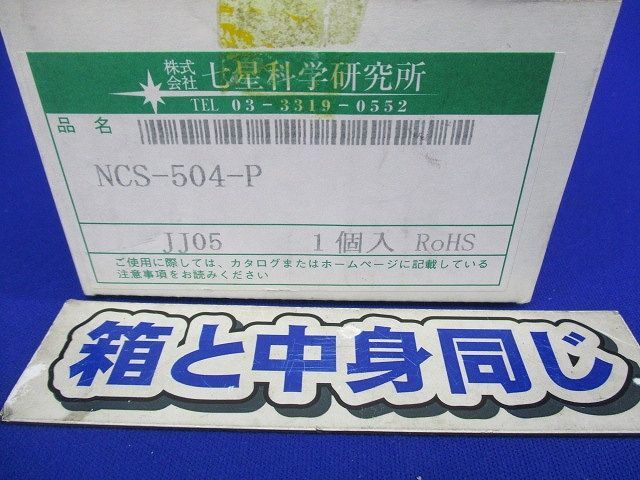 株式会社 七星科学研究所
TEL 03-3319-0552
品名
NCS-504-P
JJ05 1個入 RoHS
ご使用に際しては、カタログまたはホームページに記載している
注意事項をお読みください
箱と中身同じ